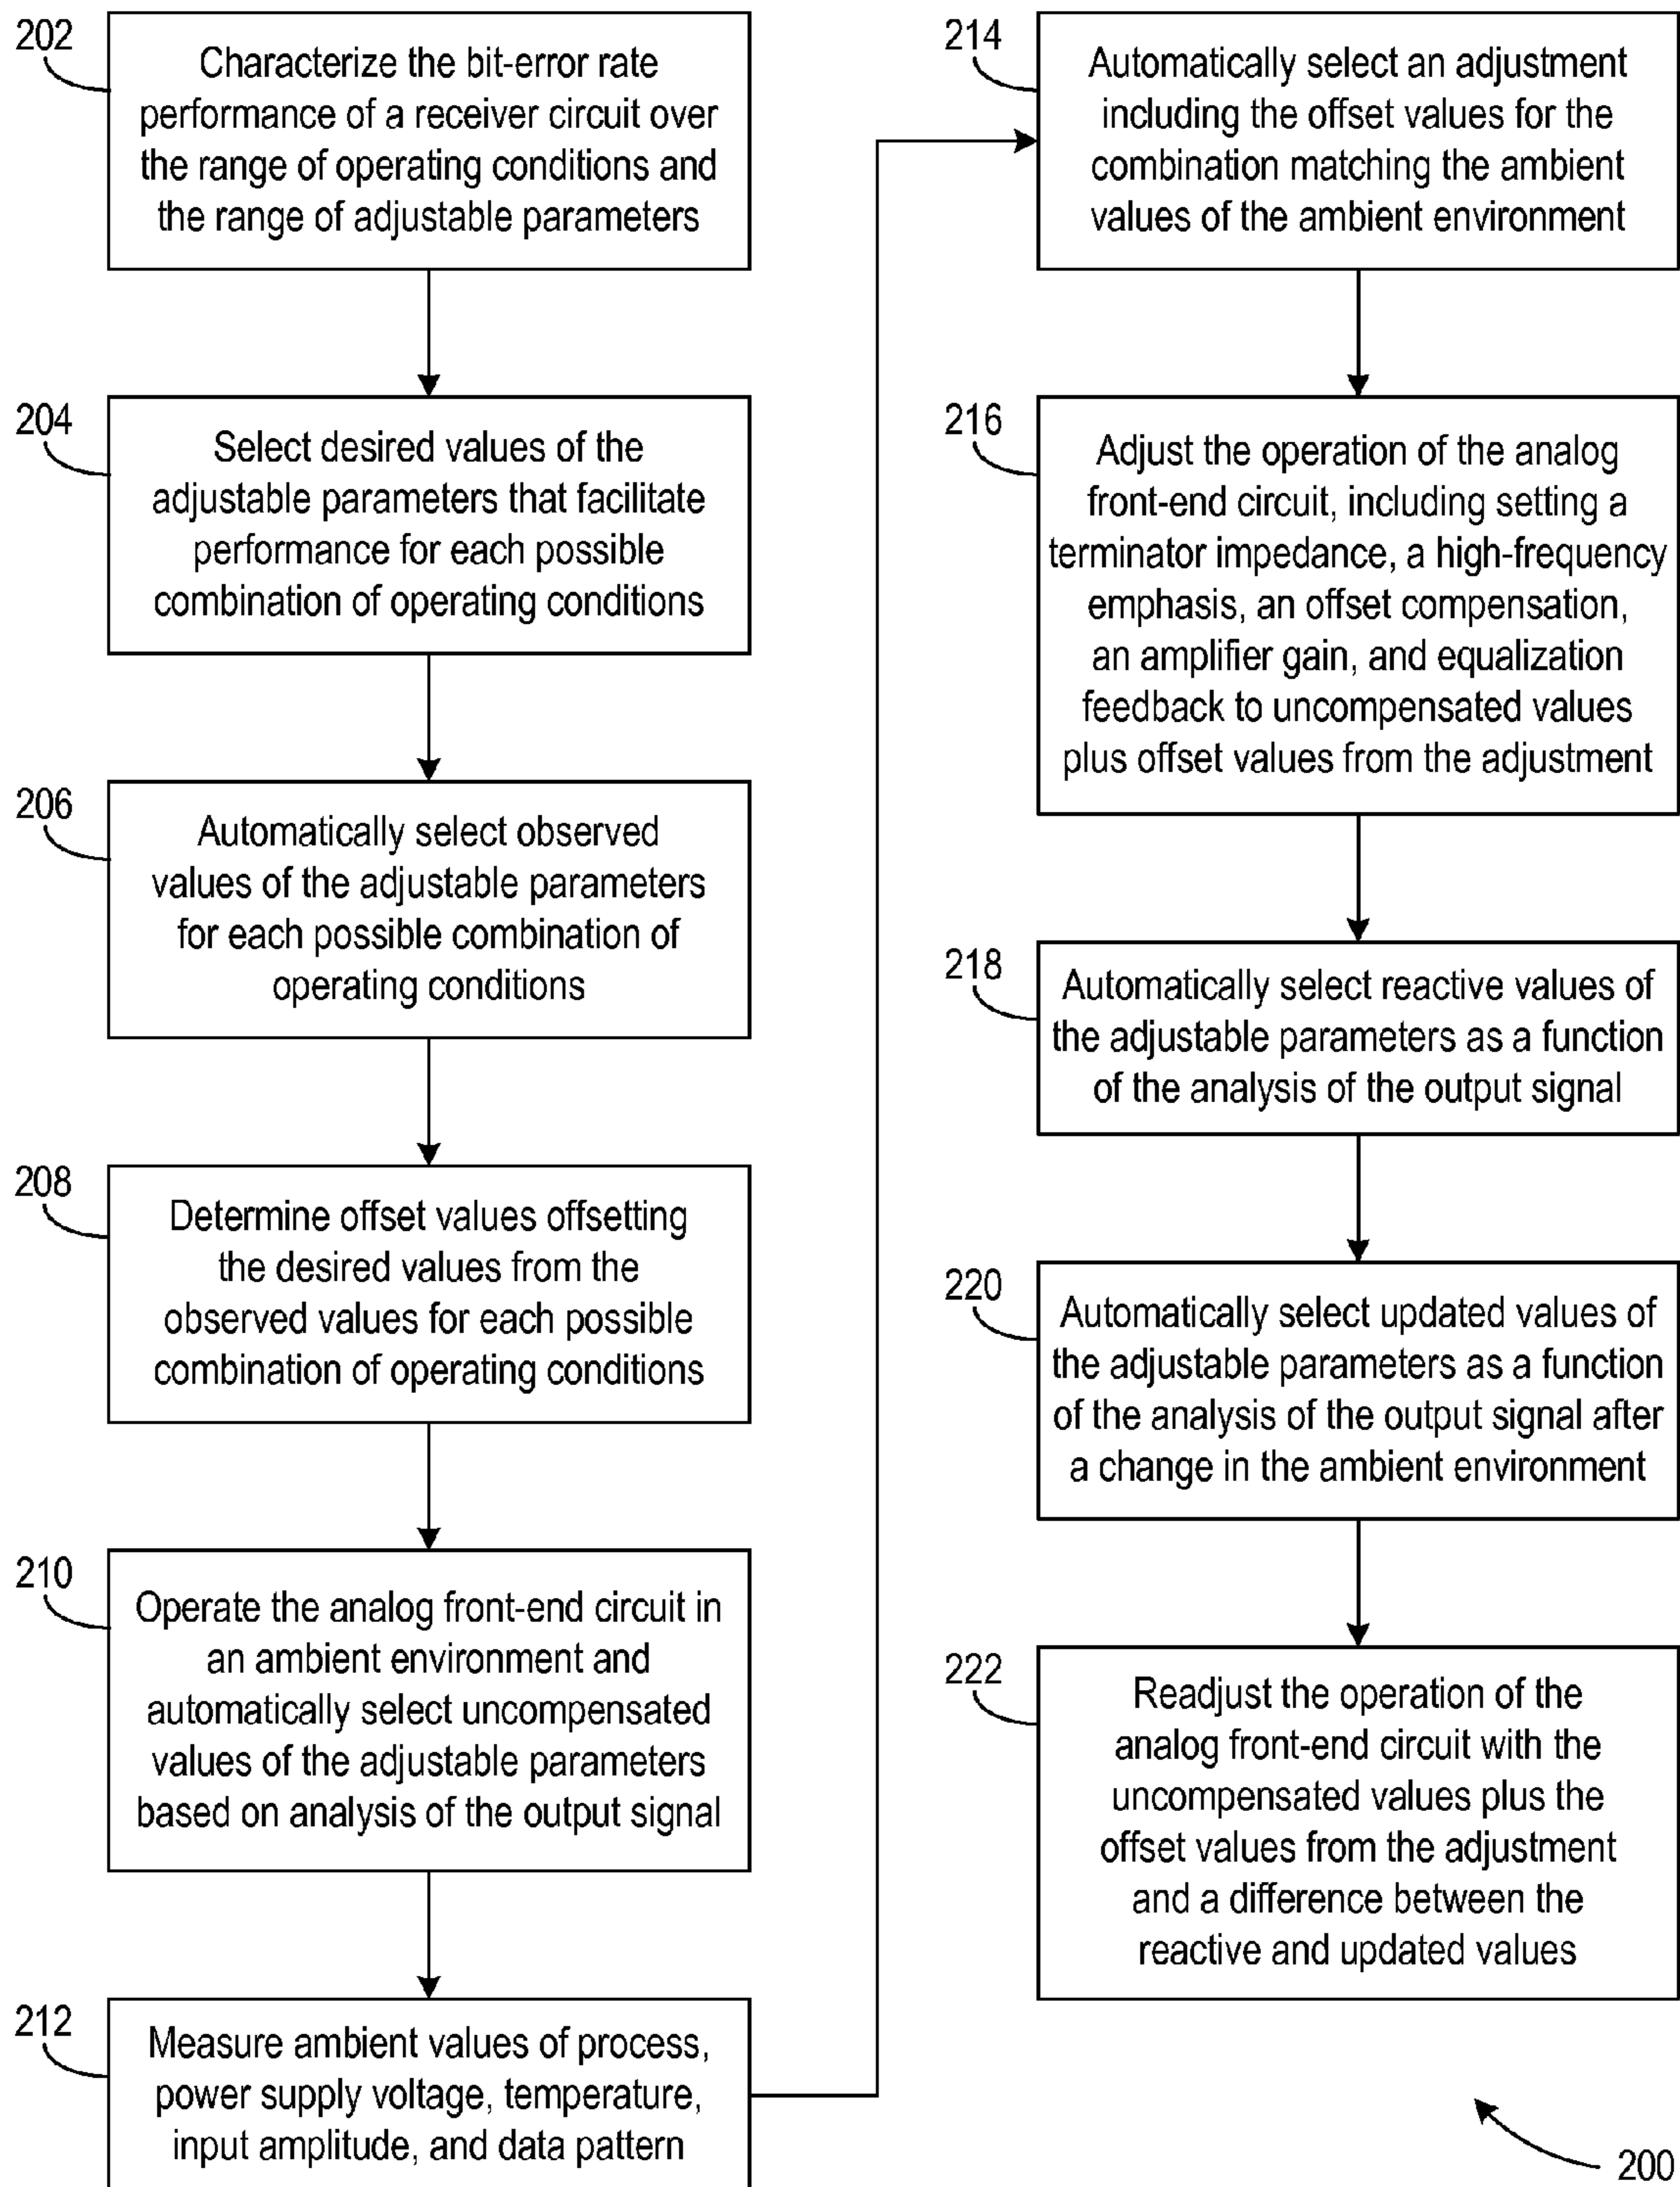 202
Characterize the bit-error rate
performance of a receiver circuit over
the range of operating conditions and
the range of adjustable parameters
204
Select desired values of the
adjustable parameters that facilitate
performance for each possible
combination of operating conditions
206
Automatically select observed
values of the adjustable parameters
for each possible combination of
operating conditions
208
Determine offset values offsetting
the desired values from the
observed values for each possible
combination of operating conditions
210
Operate the analog front-end circuit in
an ambient environment and
automatically select uncompensated
values of the adjustable parameters
based on analysis of the output signal
212
Measure ambient values of process,
power supply voltage, temperature,
input amplitude, and data pattern
214
Automatically select an adjustment
including the offset values for the
combination matching the ambient
values of the ambient environment
216
Adjust the operation of the analog
front-end circuit, including setting a
terminator impedance, a high-frequency
emphasis, an offset compensation,
an amplifier gain, and equalization
feedback to uncompensated values
plus offset values from the adjustment
218
Automatically select reactive values of
the adjustable parameters as a function
of the analysis of the output signal
220
Automatically select updated values of
the adjustable parameters as a function
of the analysis of the output signal after
a change in the ambient environment
222
Readjust the operation of the
analog front-end circuit with the
uncompensated values plus the
offset values from the adjustment
and a difference between the
reactive and updated values
200